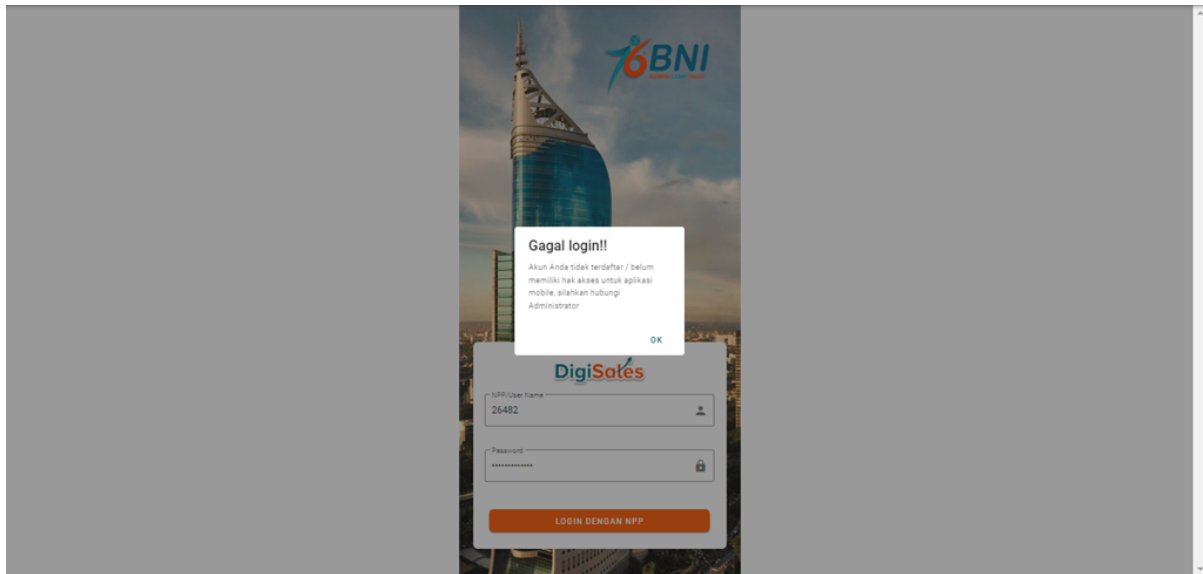 76 BNI
Gagal login!!
Akun Anda tidak terdaftar / belum
memiliki hak akses untuk aplikasi
mobile, silahkan hubungi
Administrator
OK
DigiSales
NPP/User Name
26482
Password
•••••••••••••
LOGIN DENGAN NPP